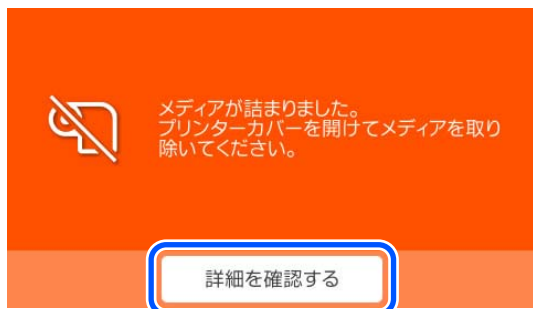 メディアが詰まりました。
プリンターカバーを開けてメディアを取り
除いてください。
詳細を確認する